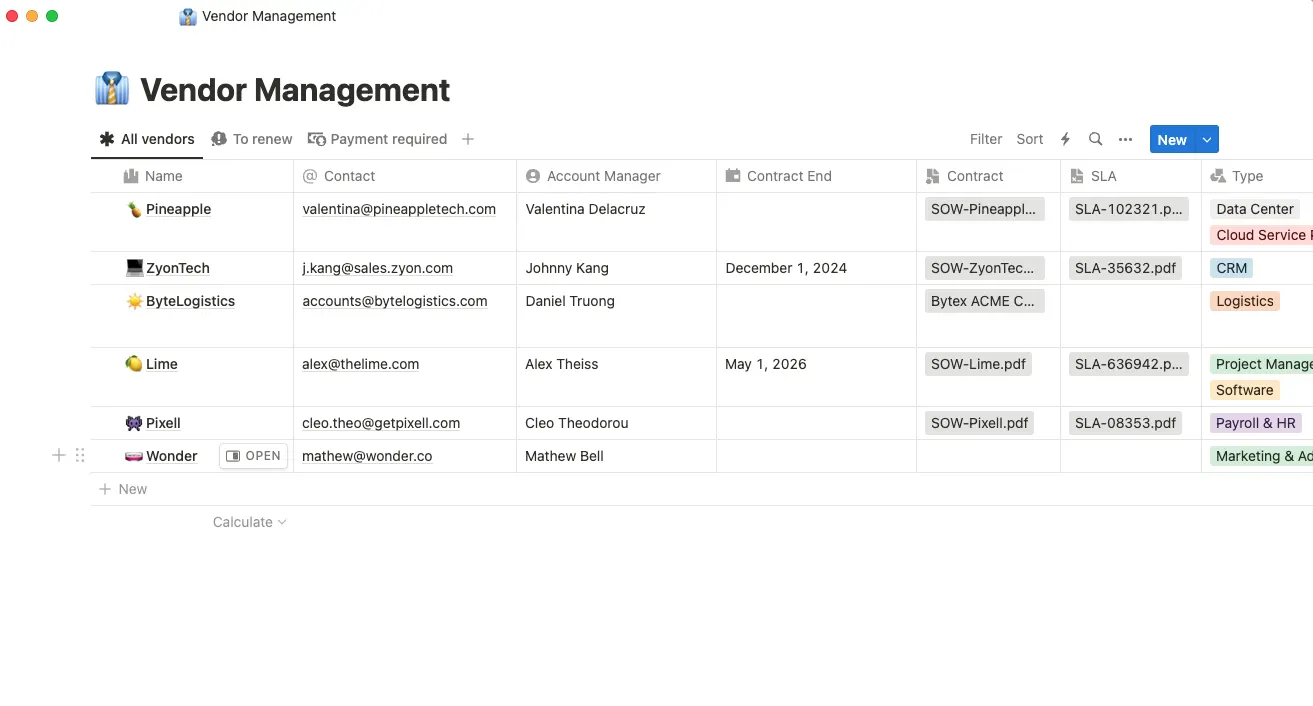 Vendor Management
Vendor Management
All vendors To renew Payment required
Filter Sort New
Name @ Contact Account Manager Contract End Contract SLA Type
Pineapple valentina@pineappletech.com Valentina Delacruz SOW-Pineappl... SLA-102321.p... Data Center
Cloud Service P
ZyonTech j.kang@sales.zyon.com Johnny Kang December 1, 2024 SOW-ZyonTec... SLA-35632.pdf CRM
ByteLogistics accounts@bytelogistics.com Daniel Truong Bytex ACME C... Logistics
Lime alex@thelime.com Alex Theiss May 1, 2026 SOW-Lime.pdf SLA-636942.p... Project Manage
Software
Pixell cleo.theo@getpixell.com Cleo Theodorou SOW-Pixell.pdf SLA-08353.pdf Payroll & HR
Wonder OPEN mathew@wonder.co Mathew Bell Marketing & Ad
New
Calculate